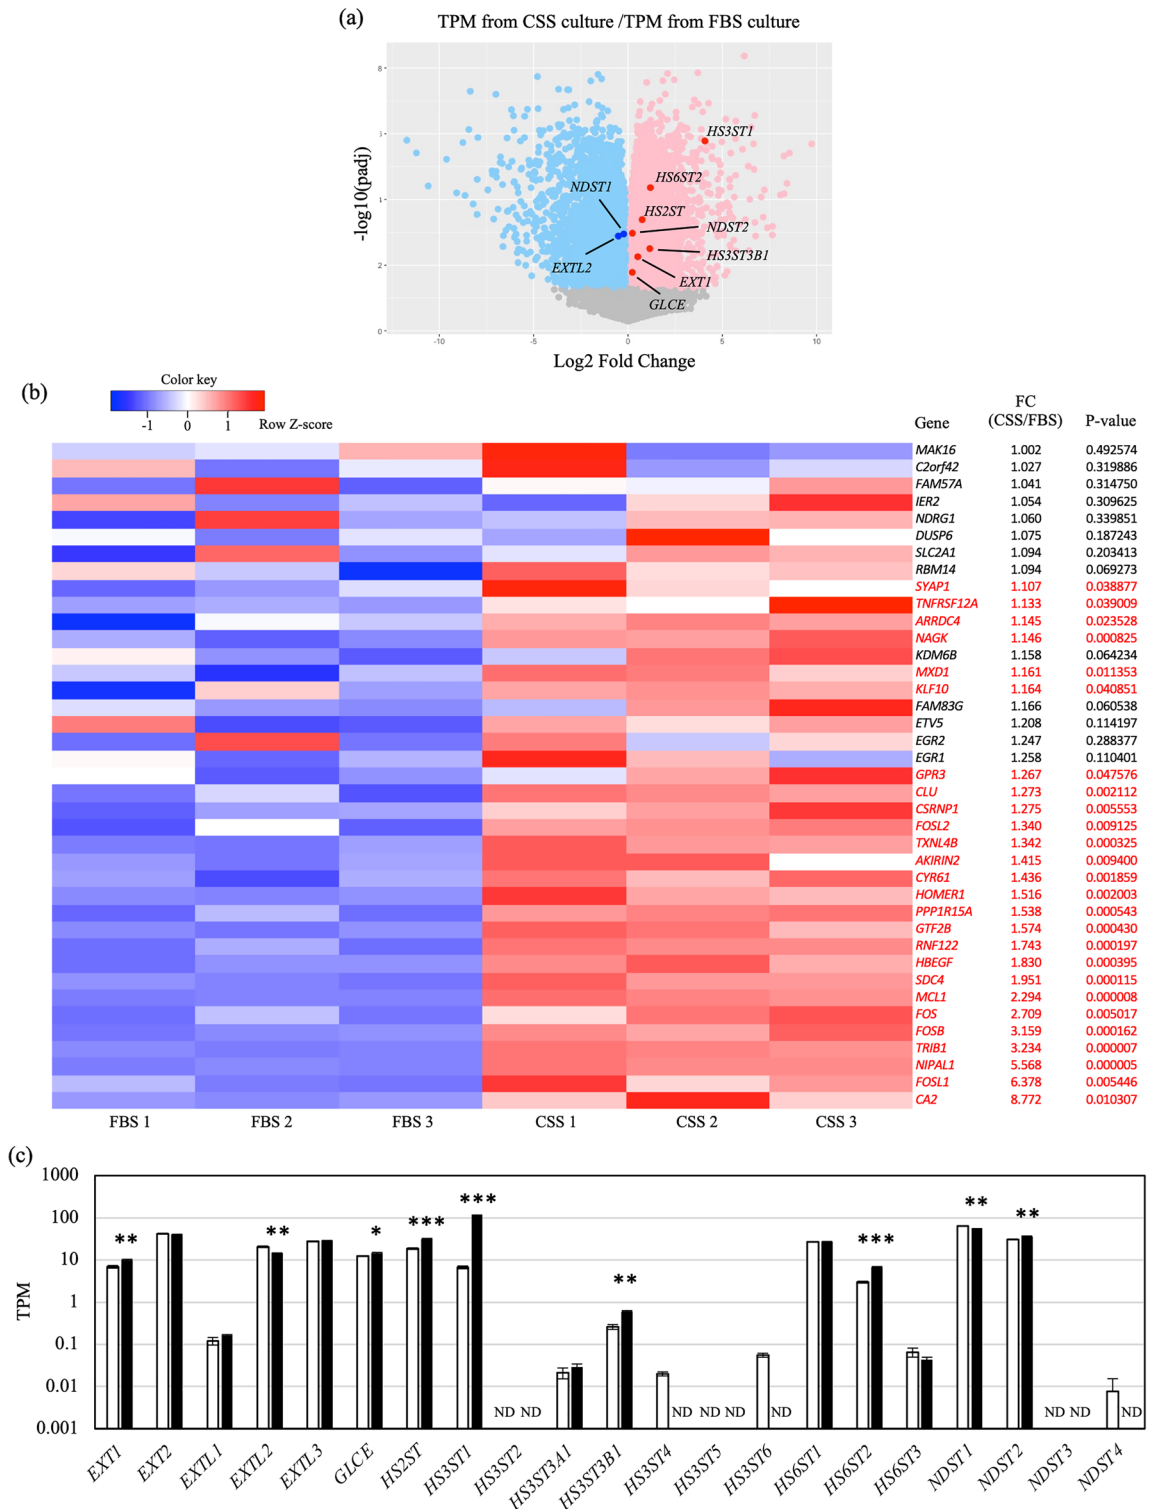 (a)
TPM from CSS culture /TPM from FBS culture
-log10(padj)
8
1
2
0
HS3ST1
HS6ST2
NDST1
HS2ST
NDST2
HS3ST3B1
EXTL2
EXT1
GLCE
-10 -5 0 5 10
Log2 Fold Change
(b)
Color key
-1 0 1 Row Z-score
Gene FC (CSS/FBS) P-value
MAK16 1.002 0.492574
C2orf42 1.027 0.319886
FAM57A 1.041 0.314750
IER2 1.054 0.309625
NDRG1 1.060 0.339851
DUSP6 1.075 0.187243
SLC2A1 1.094 0.203413
RBM14 1.094 0.069273
SYAP1 1.107 0.038877
TNFRSF12A 1.133 0.039009
ARRDC4 1.145 0.023528
NAGK 1.146 0.000825
KDM6B 1.158 0.064234
MXD1 1.161 0.011353
KLF10 1.164 0.040851
FAM83G 1.166 0.060538
ETV5 1.208 0.114197
EGR2 1.247 0.288377
EGR1 1.258 0.110401
GPR3 1.267 0.047576
CLU 1.273 0.002112
CSRNP1 1.275 0.005553
FOSL2 1.340 0.009125
TXNL4B 1.342 0.000325
AKIRIN2 1.415 0.009400
CYR61 1.436 0.001859
HOMER1 1.516 0.002003
PPP1R15A 1.538 0.000543
GTF2B 1.574 0.000430
RNF122 1.743 0.000197
HBEGF 1.830 0.000395
SDC4 1.951 0.000115
MCL1 2.294 0.000008
FOS 2.709 0.005017
FOSB 3.159 0.000162
TRIB1 3.234 0.000007
NIPAL1 5.568 0.000005
FOSL1 6.378 0.005446
CA2 8.772 0.010307
FBS 1 FBS 2 FBS 3 CSS 1 CSS 2 CSS 3
(c)
TPM
1000
100
10
1
0.1
0.01
0.001
** ** * *** *** ** *** ** **
ND ND ND ND ND ND ND ND ND
EXT1 EXT2 EXTL1 EXTL2 EXTL3 GLCE HS2ST HS3ST1 HS3ST2 HS3ST3A1 HS3ST3B1 HS3ST4 HS3ST5 HS3ST6 HS6ST1 HS6ST2 HS6ST3 NDST1 NDST2 NDST3 NDST4